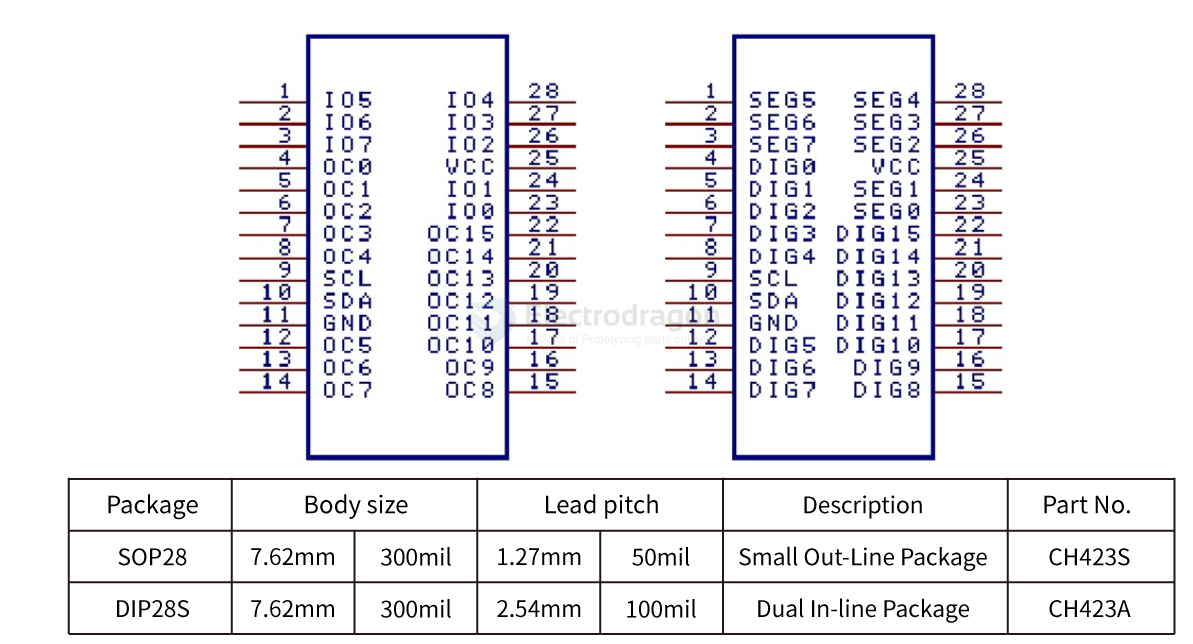 1 IO5 IO4 28
2 IO6 IO3 27
3 IO7 IO2 26
4 OC0 VCC 25
5 OC1 IO1 24
6 OC2 IO0 23
7 OC3 OC15 22
8 OC4 OC14 21
9 SCL OC13 20
10 SDA OC12 19
11 GND OC1 18
12 OC5 OC10 17
13 OC6 OC9 16
14 OC7 OC8 15
1 SEG5 SEG4 28
2 SEG6 SEG3 27
3 SEG7 SEG2 26
4 DIG0 VCC 25
5 DIG1 SEG1 24
6 DIG2 SEG0 23
7 DIG3 DIG15 22
8 DIG4 DIG14 21
9 SCL DIG13 20
10 SDA DIG12 19
11 GND DIG11 18
12 DIG5 DIG10 17
13 DIG6 DIG9 16
14 DIG7 DIG8 15
Electrodragon
of Prototyping parts
Package Body size Lead pitch Description Part No.
SOP28 7.62mm 300mil 1.27mm 50mil Small Out-Line Package CH423S
DIP28S 7.62mm 300mil 2.54mm 100mil Dual In-line Package CH423A